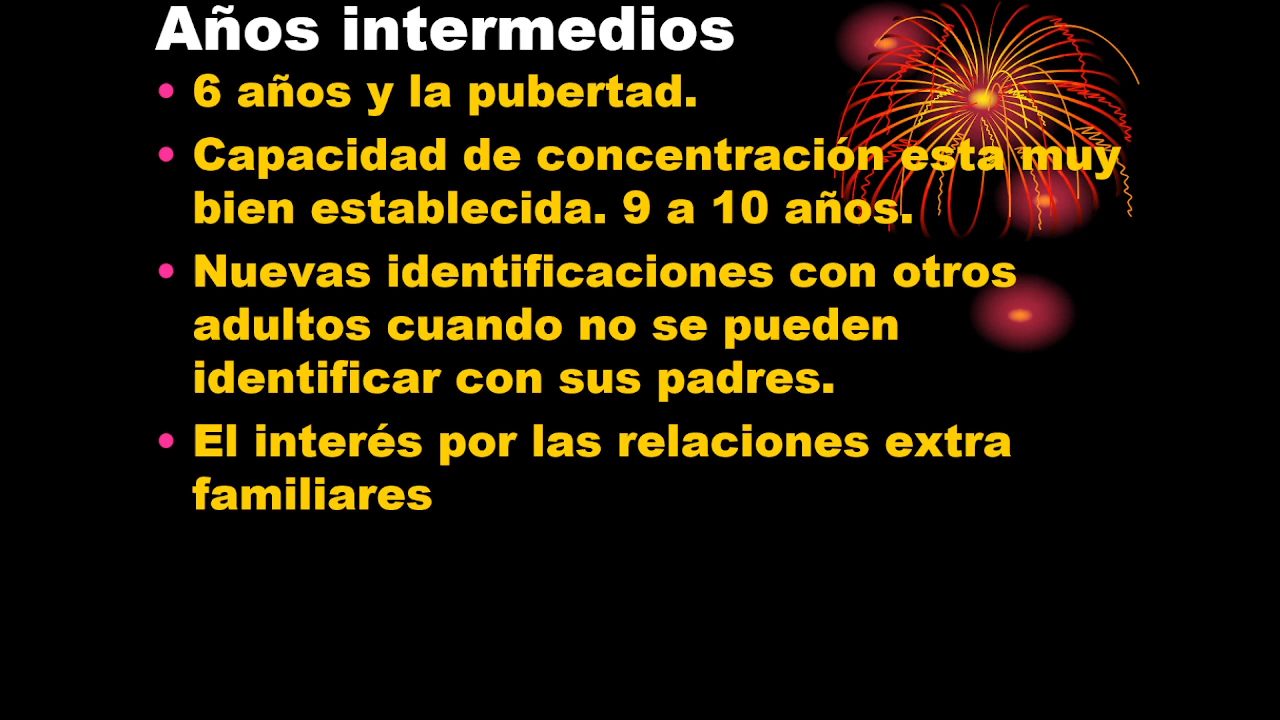 Años intermedios
• 6 años y la pubertad.
• Capacidad de concentración esta muy
bien establecida. 9 a 10 años.
• Nuevas identificaciones con otros
adultos cuando no se pueden
identificar con sus padres.
• El interés por las relaciones extra
familiares